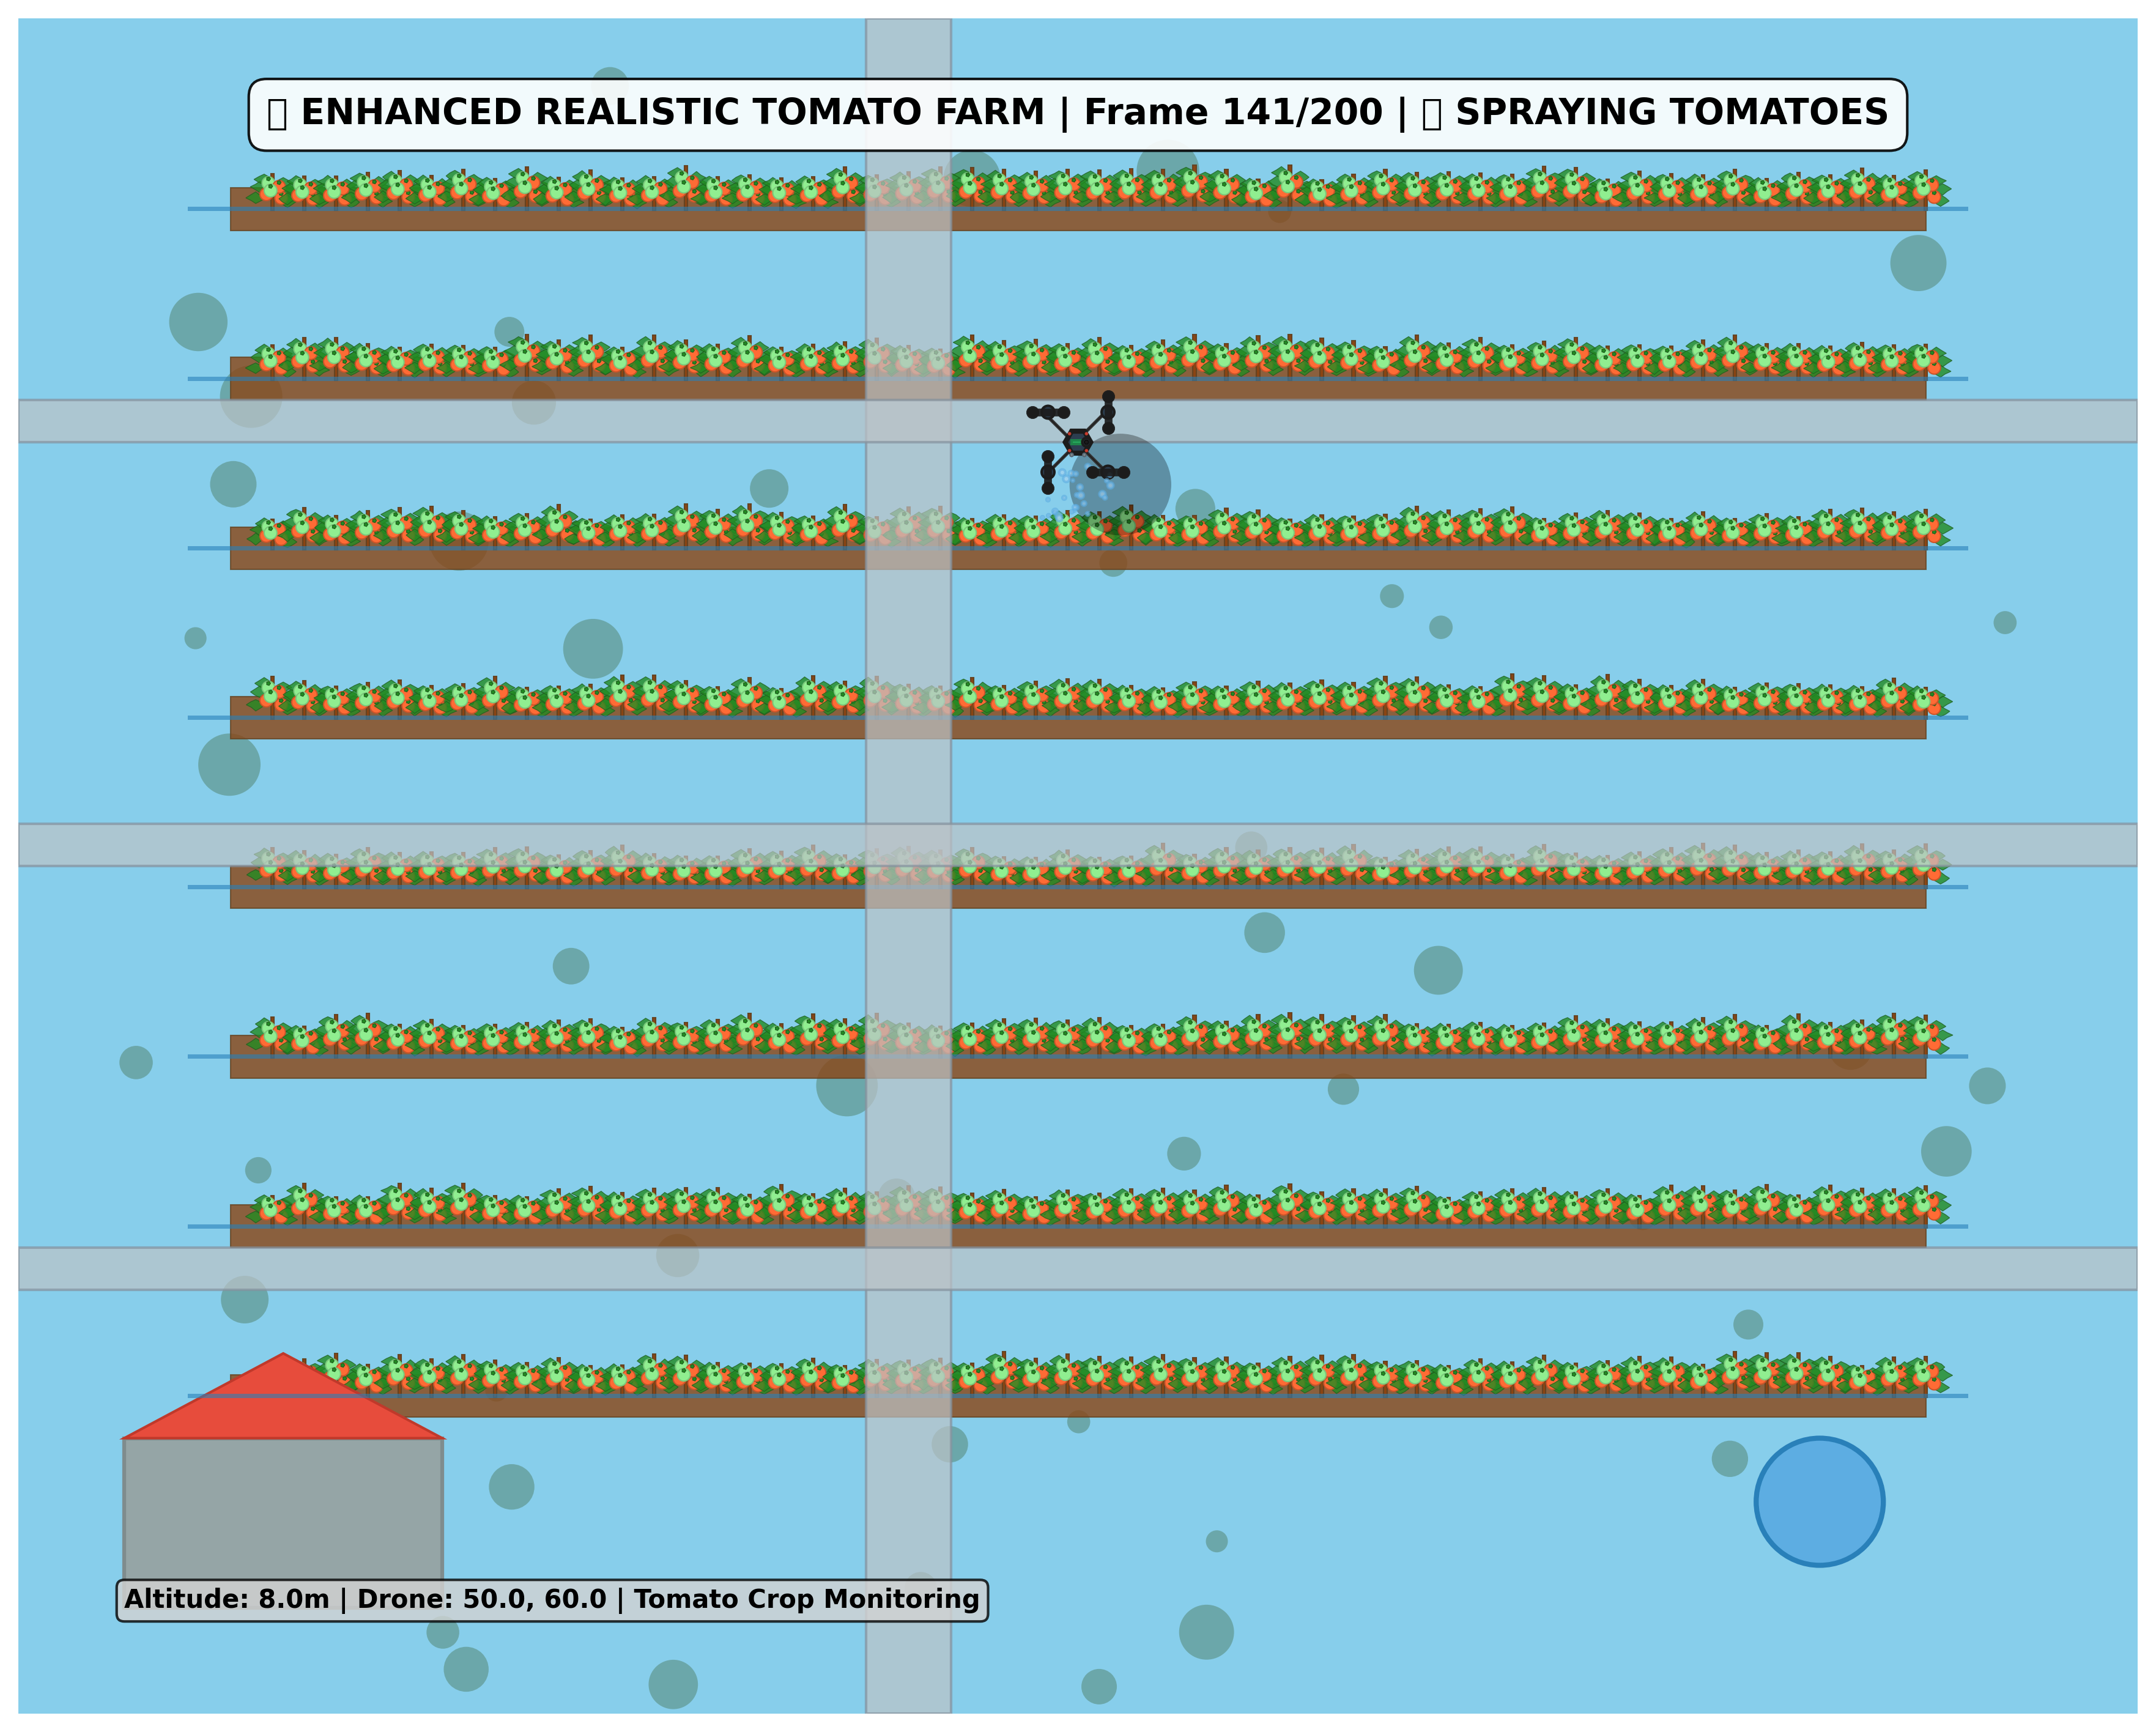 ▯ ENHANCED REALISTIC TOMATO FARM | Frame 141/200 | ▯ SPRAYING TOMATOES
Altitude: 8.0m | Drone: 50.0, 60.0 | Tomato Crop Monitoring